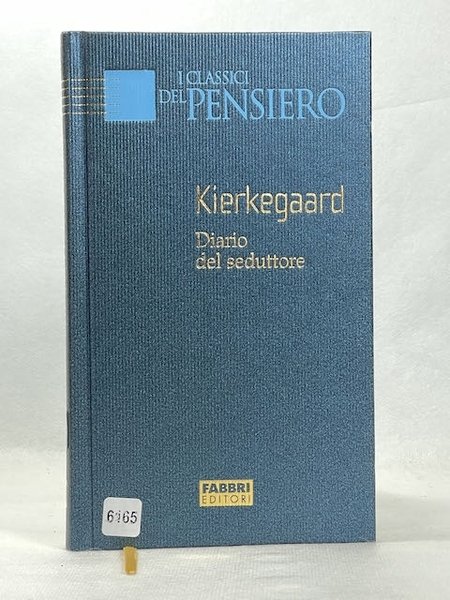 I CLASSICI
DEL PENSIERO
Kierkegaard
Diario
del seduttore
FABBRI
EDITORI
6165